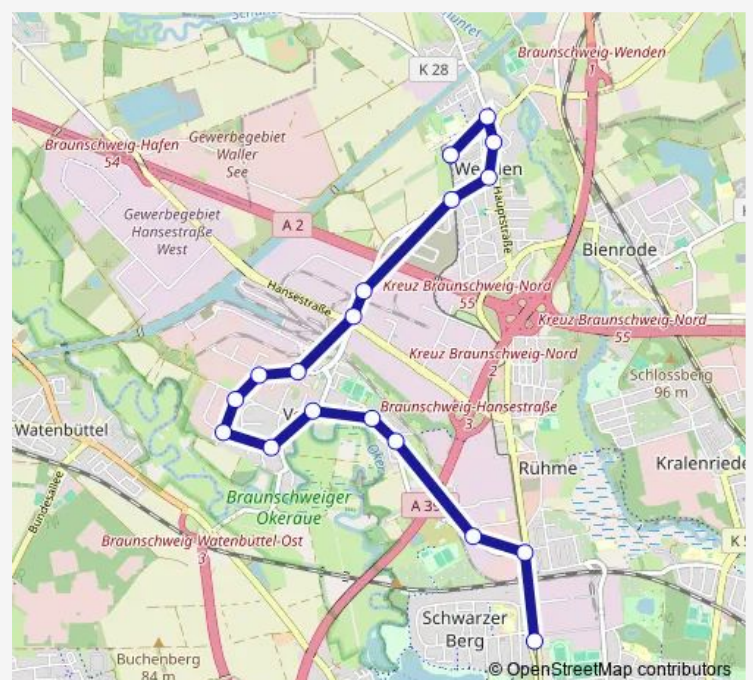 K 28
Braunschweig-Wenden
1
Braunschweig-Hafen
54
Gewerbegebiet
Waller
See
Gewerbegebiet
Hansestraße
West
A 2
Hauptstraße
Bienrode
Kreuz Braunschweig-Nord
55
Hansestraße
Kreuz Braunschweig-Nord
55
Kreuz Braunschweig-Nord
2
Schlossberg
96 m
Braunschweig-Hansestraße
3
Watenbüttel
Bundesallee
Oker
Rühme
Braunschweiger
Okeraue
A 39
Braunschweig-Watenbüttel-Ost
3
Schwarzer
Berg
Buchenberg
84 m
© OpenStreetMap contributors